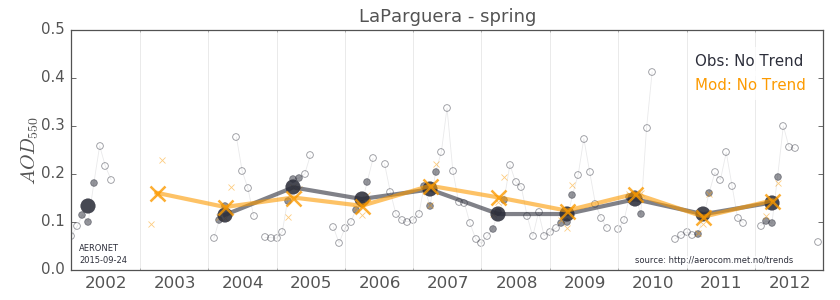 LaParguera - spring
0.5
0.4
0.3
0.2
0.1
0.0
AOD550
Obs: No Trend
Mod: No Trend
AERONET
2015-09-24
source: http://aerocom.met.no/trends
2002 2003 2004 2005 2006 2007 2008 2009 2010 2011 2012